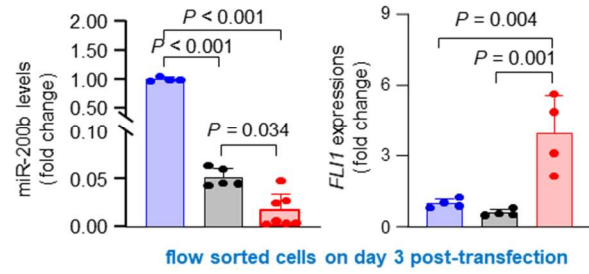 P < 0.001
P < 0.001
P = 0.034
2.00
1.50
1.00
0.50
0.10
0.05
0.00
miR-200b levels
(fold change)
P = 0.004
P = 0.001
9
6
3
0
FLI1 expressions
(fold change)
flow sorted cells on day 3 post-transfection